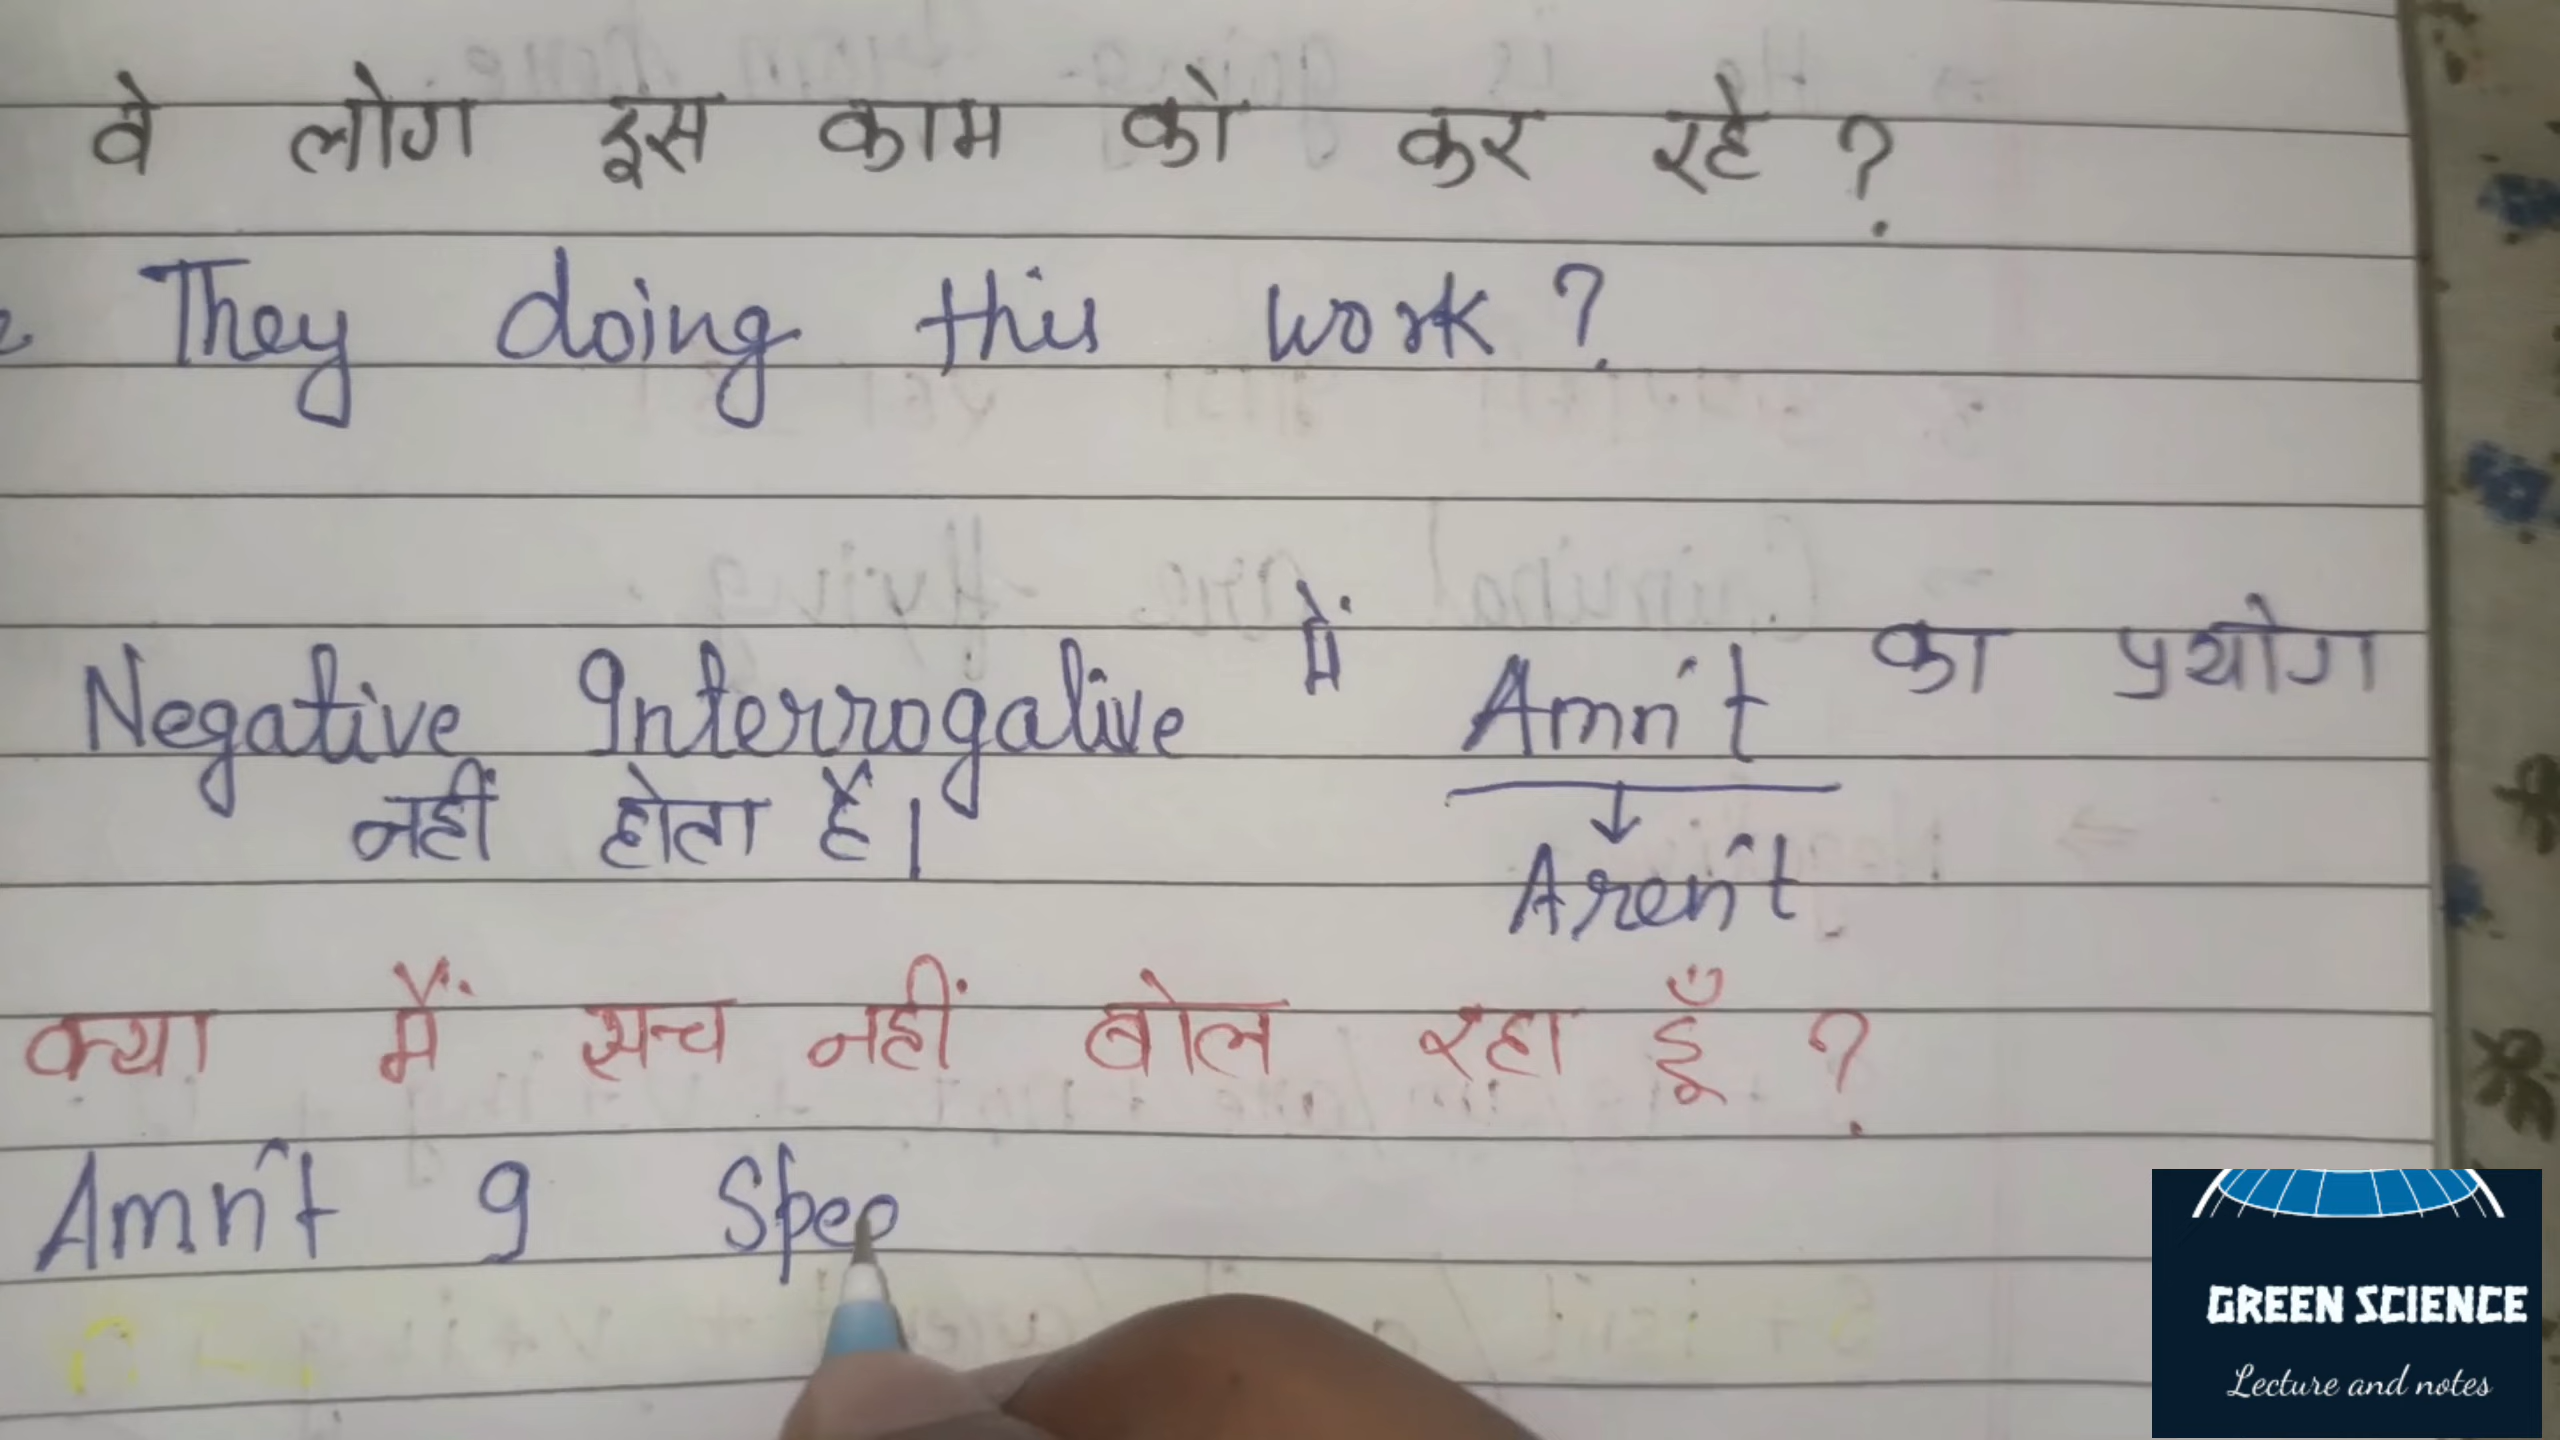 वे लोग इस काम को कर रहे ?
They doing this work ?
Negative Interrogative में Amn't का प्रयोग
नहीं होता है।
Aren't
क्या मैं सच नहीं बोल रहा हूँ ?
Amn't I Spea
GREEN SCIENCE
Lecture and notes